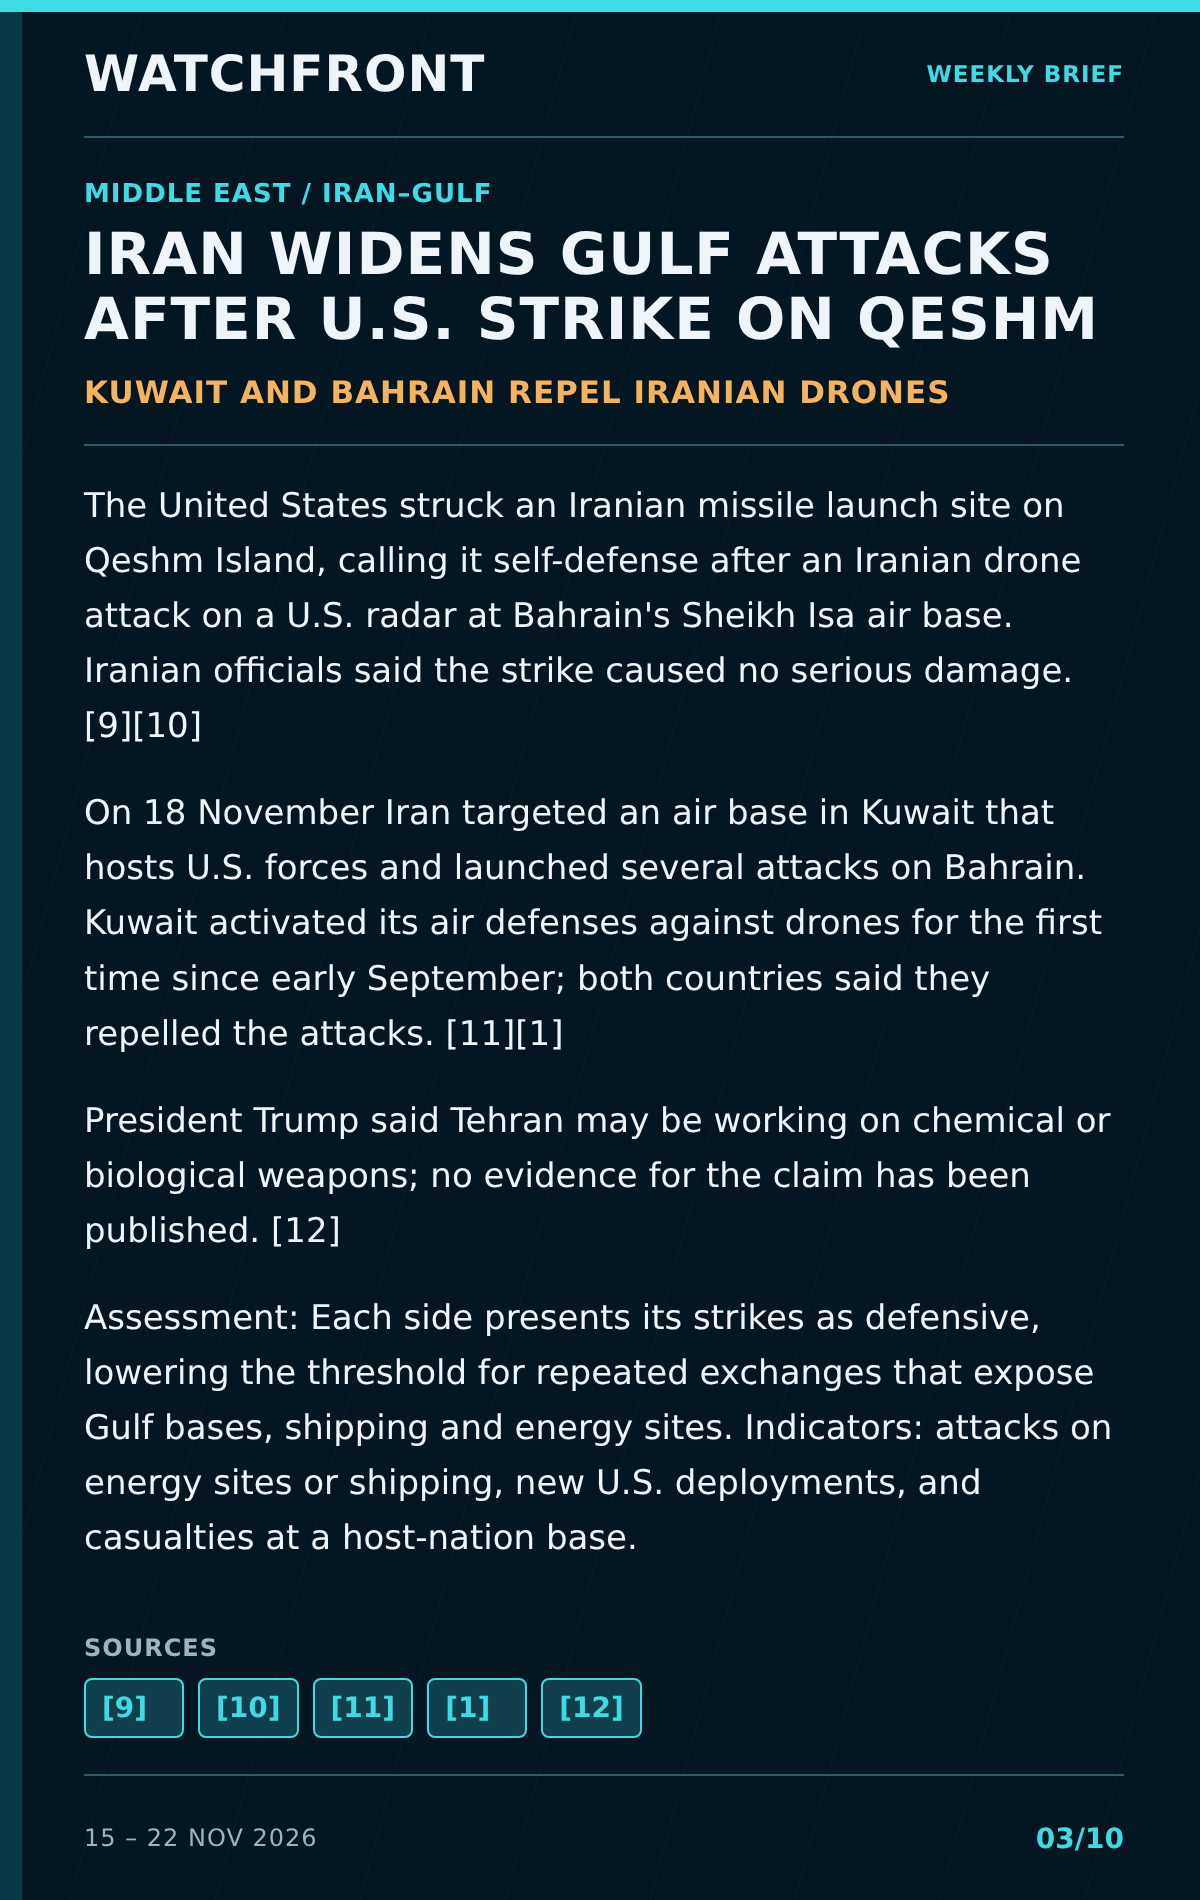 WATCHFRONT
WEEKLY BRIEF
MIDDLE EAST / IRAN–GULF
IRAN WIDENS GULF ATTACKS
AFTER U.S. STRIKE ON QESHM
KUWAIT AND BAHRAIN REPEL IRANIAN DRONES
The United States struck an Iranian missile launch site on
Qeshm Island, calling it self-defense after an Iranian drone
attack on a U.S. radar at Bahrain's Sheikh Isa air base.
Iranian officials said the strike caused no serious damage.
[9][10]
On 18 November Iran targeted an air base in Kuwait that
hosts U.S. forces and launched several attacks on Bahrain.
Kuwait activated its air defenses against drones for the first
time since early September; both countries said they
repelled the attacks. [11][1]
President Trump said Tehran may be working on chemical or
biological weapons; no evidence for the claim has been
published. [12]
Assessment: Each side presents its strikes as defensive,
lowering the threshold for repeated exchanges that expose
Gulf bases, shipping and energy sites. Indicators: attacks on
energy sites or shipping, new U.S. deployments, and
casualties at a host-nation base.
SOURCES
[9] [10] [11] [1] [12]
15 – 22 NOV 2026
03/10